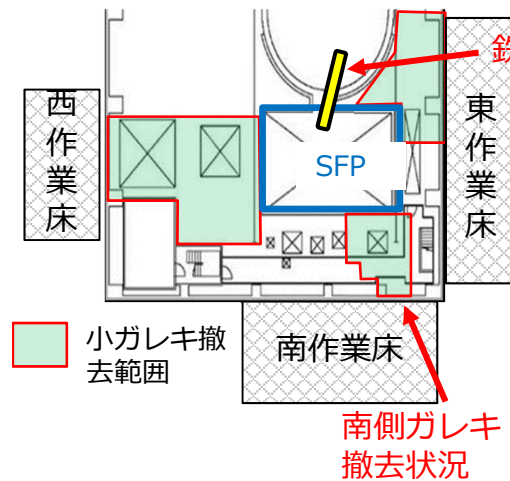 鉄
西作業床
SFP
東作業床
小ガレキ撤
去範囲
南作業床
南側ガレキ
撤去状況